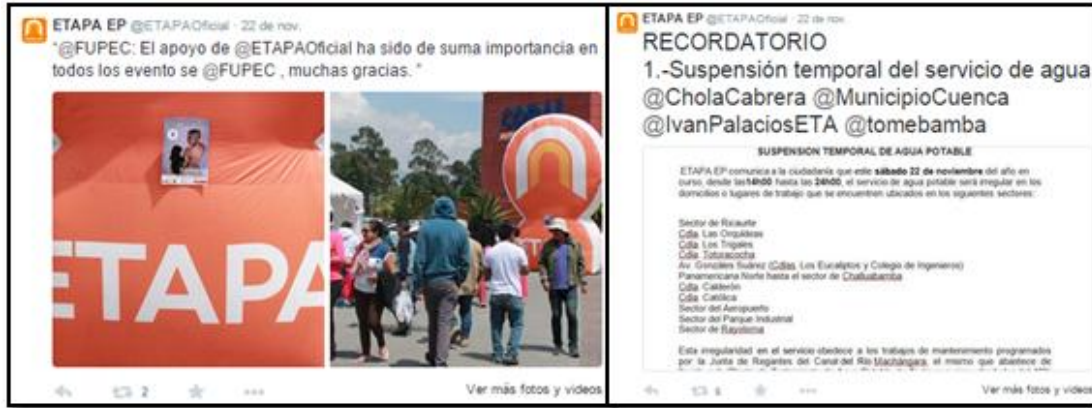 ETAPA EP @ETAPAOficial · 22 de nov.
"@FUPEC: El apoyo de @ETAPAOficial ha sido de suma importancia en
todos los evento se @FUPEC , muchas gracias. "
ETAPA
2
Ver más fotos y videos
ETAPA EP @ETAPAOficial · 22 de nov.
RECORDATORIO
1.-Suspensión temporal del servicio de agua
@CholaCabrera @MunicipioCuenca
@IvanPalaciosETA @tomebamba
SUSPENSION TEMPORAL DE AGUA POTABLE
ETAPA EP comunica a la ciudadanía que este sábado 22 de noviembre del año en
curso, desde las 14h00 hasta las 24h00, el servicio de agua potable será irregular en los
domicilios o lugares de trabajo que se encuentren ubicados en los siguientes sectores:
Sector de Ricaurte
Cdla. Las Orquídeas
Cdla. Los Trigales
Cdla. Totoracocha
Av. González Suárez (Cdlas. Los Eucaliptos y Colegio de Ingenieros)
Panamericana Norte hasta el sector de Challuabamba
Cdla. Calderón
Cdla. Católica
Sector del Aeropuerto
Sector del Parque Industrial
Sector de Rayoloma
Esta irregularidad en el servicio obedece a los trabajos de mantenimiento programados
por la Junta de Regantes del Canal del Río Machángara, el mismo que abastece de
Ver más fotos y videos